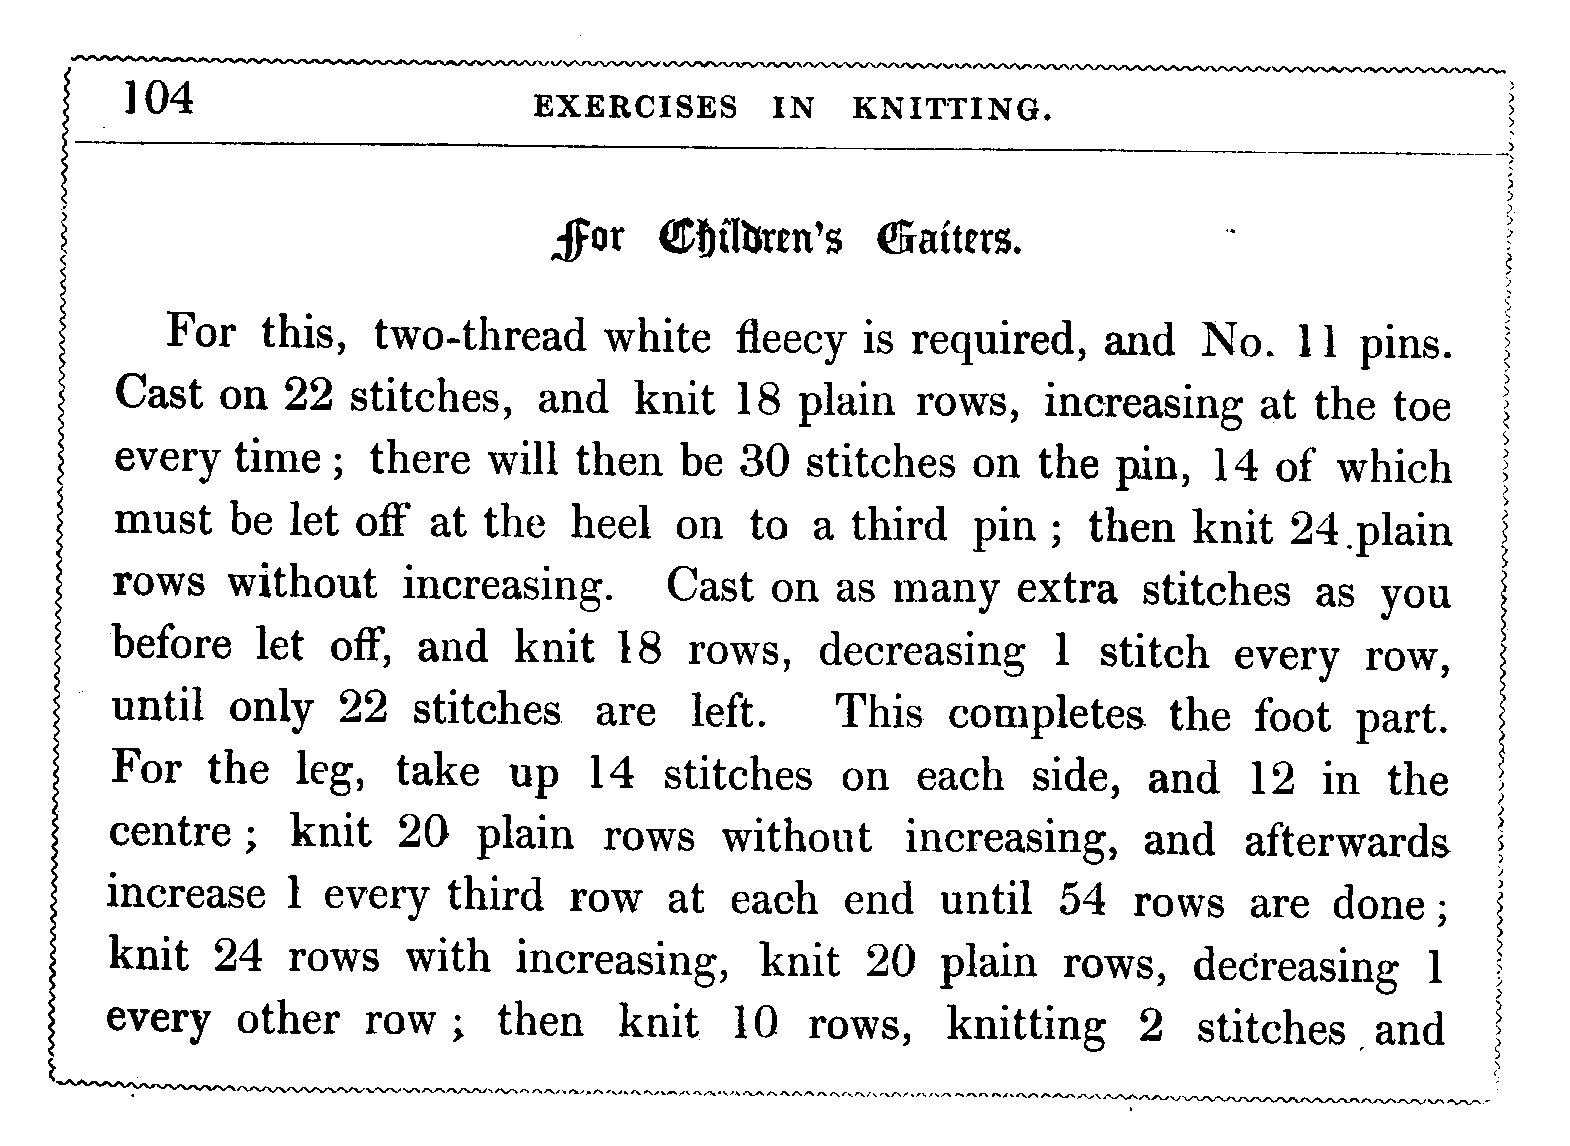 104
EXERCISES IN KNITTING.
For Children's Gaiters.
For this, two-thread white fleecy is required, and No. 11 pins.
Cast on 22 stitches, and knit 18 plain rows, increasing at the toe
every time ; there will then be 30 stitches on the pin, 14 of which
must be let off at the heel on to a third pin ; then knit 24 plain
rows without increasing. Cast on as many extra stitches as you
before let off, and knit 18 rows, decreasing 1 stitch every row,
until only 22 stitches are left. This completes the foot part.
For the leg, take up 14 stitches on each side, and 12 in the
centre ; knit 20 plain rows without increasing, and afterwards
increase 1 every third row at each end until 54 rows are done ;
knit 24 rows with increasing, knit 20 plain rows, decreasing 1
every other row ; then knit 10 rows, knitting 2 stitches and